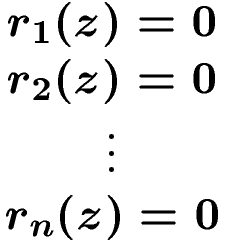 r₁(z) = 0
r₂(z) = 0
⋮
rₙ(z) = 0